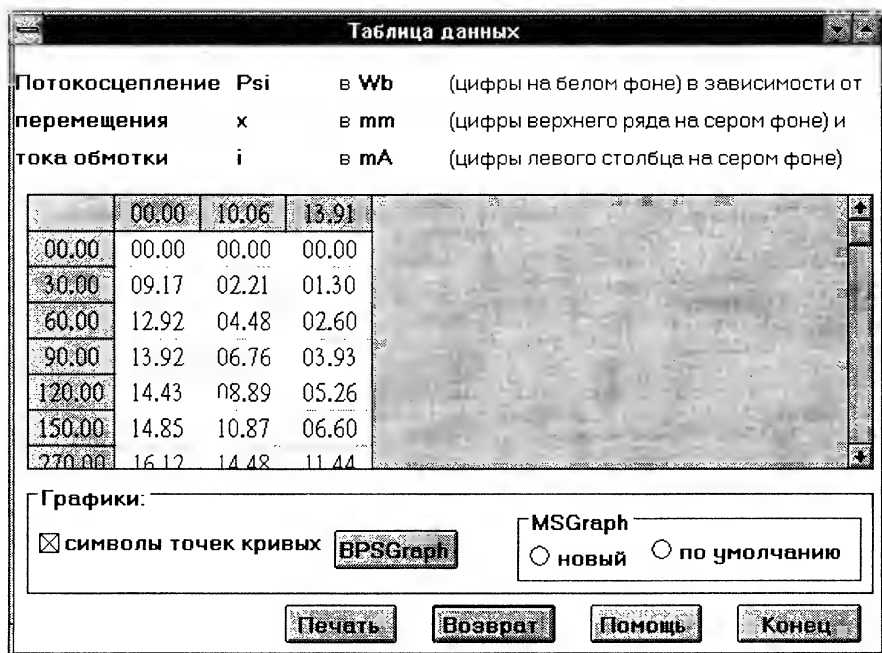 Таблица данных
Потокосцепление Psi в Wb (цифры на белом фоне) в зависимости от
перемещения x в mm (цифры верхнего ряда на сером фоне) и
тока обмотки i в mA (цифры левого столбца на сером фоне)
00.00 10.06 13.91
00.00 00.00 00.00 00.00
30.00 09.17 02.21 01.30
60.00 12.92 04.48 02.60
90.00 13.92 06.76 03.93
120.00 14.43 08.89 05.26
150.00 14.85 10.87 06.60
270.00 16.12 14.48 11.44
Графики:
символы точек кривых BPSGraph
MSGraph
новый по умолчанию
Печать Возврат Помощь Конец